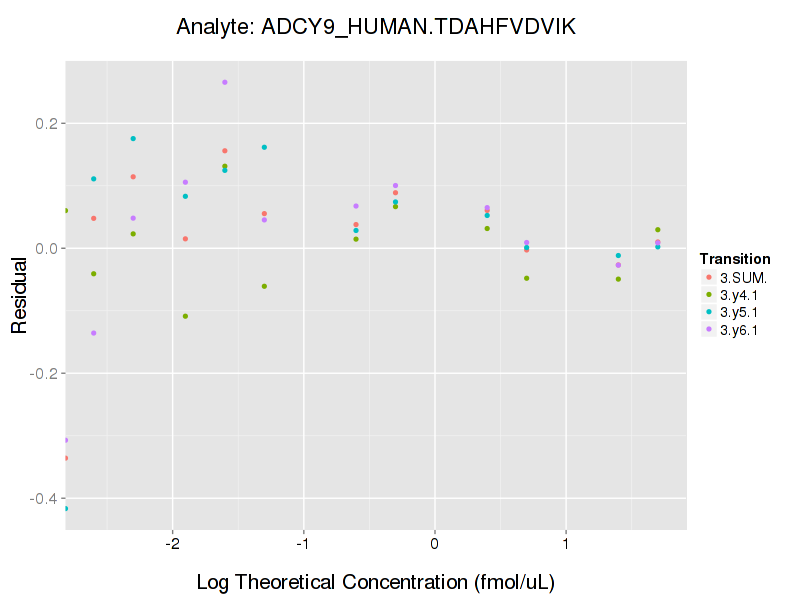 Analyte: ADCY9_HUMAN.TDAHFVDVIK
0.2
0.0
-0.2
-0.4
Residual
-2
-1
0
1
Log Theoretical Concentration (fmol/uL)
Transition
3.SUM.
3.y4.1
3.y5.1
3.y6.1